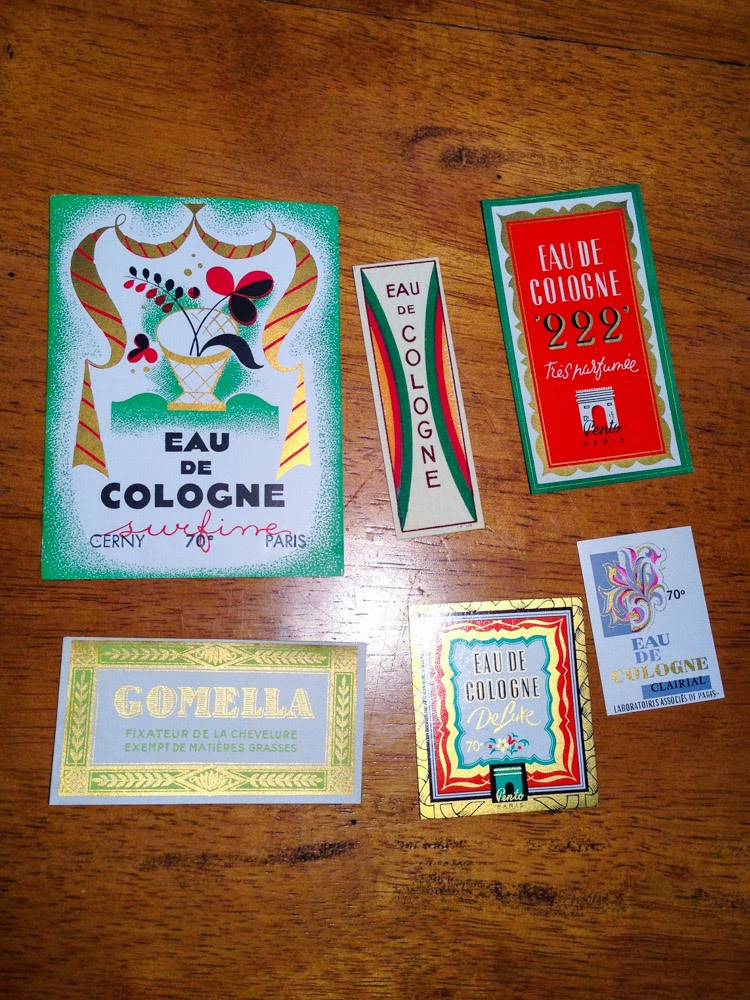 EAU
DE
COLOGNE
surfine
CERNY 70° PARIS
EAU
DE
COLOGNE
EAU DE
COLOGNE
'222'
Très parfumée
Pento
PARIS
GOMELLA
FIXATEUR DE LA CHEVELURE
EXEMPT DE MATIÈRES GRASSES
EAU DE
COLOGNE
De Luxe
70°
Pento
PARIS
70°
EAU
DE
COLOGNE
CLAIRIAL
LABORATOIRES ASSOCIÉS DE PARIS